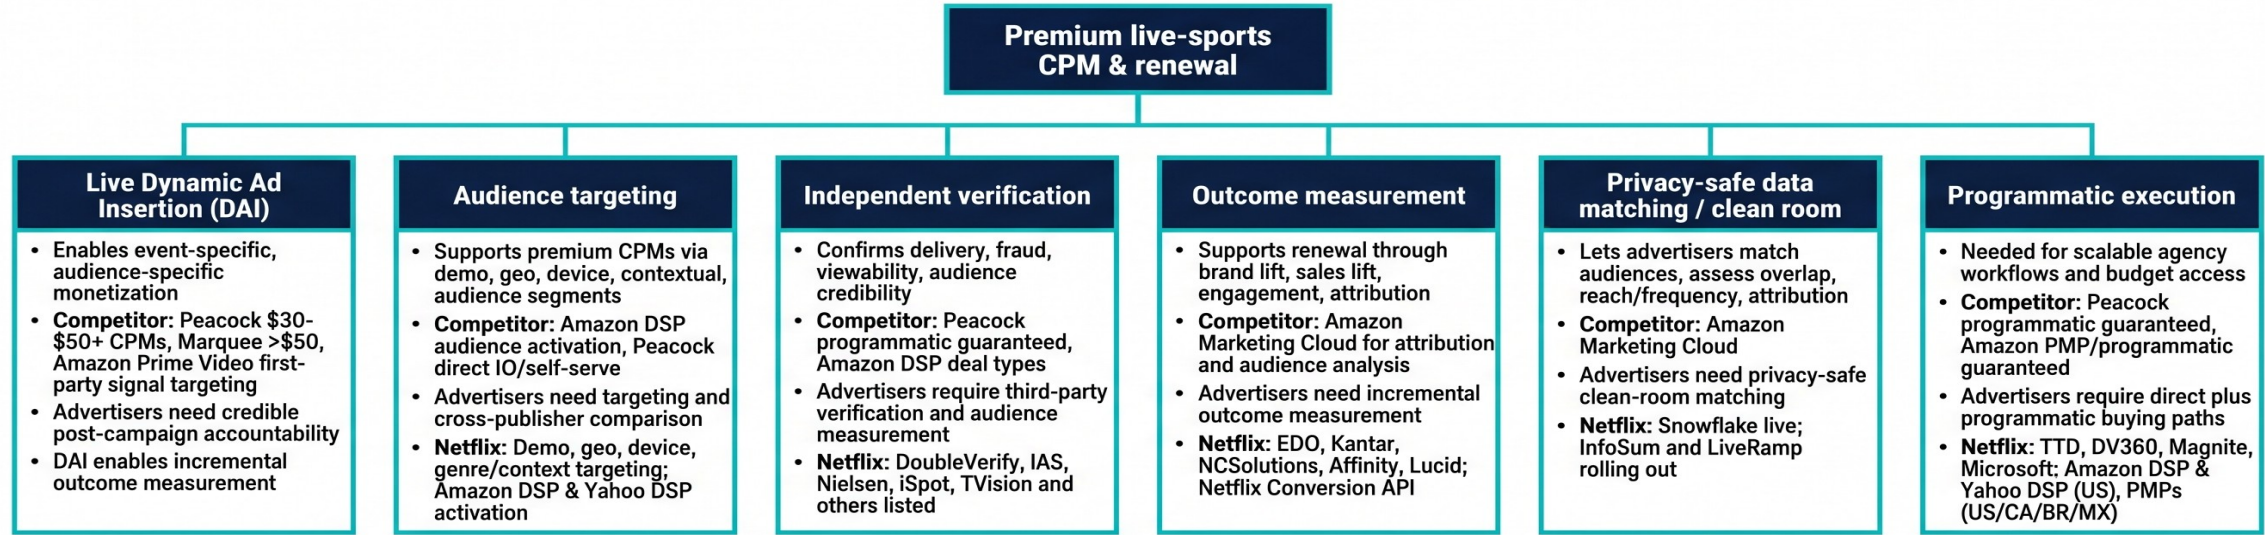 Premium live-sports
CPM & renewal
Live Dynamic Ad
Insertion (DAI)
• Enables event-specific,
audience-specific
monetization
• Competitor: Peacock $30-
$50+ CPMs, Marquee >$50,
Amazon Prime Video first-
party signal targeting
• Advertisers need credible
post-campaign accountability
• DAI enables incremental
outcome measurement
Audience targeting
• Supports premium CPMs via
demo, geo, device, contextual,
audience segments
• Competitor: Amazon DSP
audience activation, Peacock
direct IO/self-serve
• Advertisers need targeting and
cross-publisher comparison
• Netflix: Demo, geo, device,
genre/context targeting;
Amazon DSP & Yahoo DSP
activation
Independent verification
• Confirms delivery, fraud,
viewability, audience
credibility
• Competitor: Peacock
programmatic guaranteed,
Amazon DSP deal types
• Advertisers require third-party
verification and audience
measurement
• Netflix: DoubleVerify, IAS,
Nielsen, iSpot, TVision and
others listed
Outcome measurement
• Supports renewal through
brand lift, sales lift,
engagement, attribution
• Competitor: Amazon
Marketing Cloud for attribution
and audience analysis
• Advertisers need incremental
outcome measurement
• Netflix: EDO, Kantar,
NCSolutions, Affinity, Lucid;
Netflix Conversion API
Privacy-safe data
matching / clean room
• Lets advertisers match
audiences, assess overlap,
reach/frequency, attribution
• Competitor: Amazon
Marketing Cloud
• Advertisers need privacy-safe
clean-room matching
• Netflix: Snowflake live;
InfoSum and LiveRamp
rolling out
Programmatic execution
• Needed for scalable agency
workflows and budget access
• Competitor: Peacock
programmatic guaranteed,
Amazon PMP/programmatic
guaranteed
• Advertisers require direct plus
programmatic buying paths
• Netflix: TTD, DV360, Magnite,
Microsoft: Amazon DSP &
Yahoo DSP (US), PMPs
(US/CA/BR/MX)